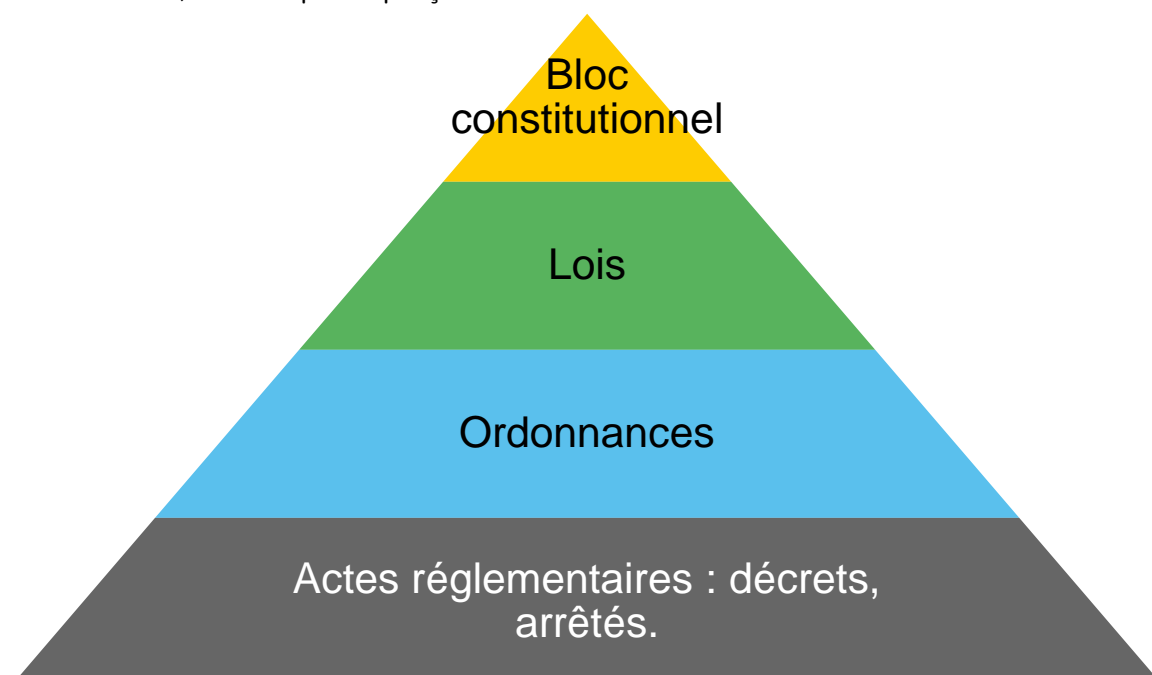 Bloc
constitutionnel
Lois
Ordonnances
Actes réglementaires : décrets,
arrêtés.